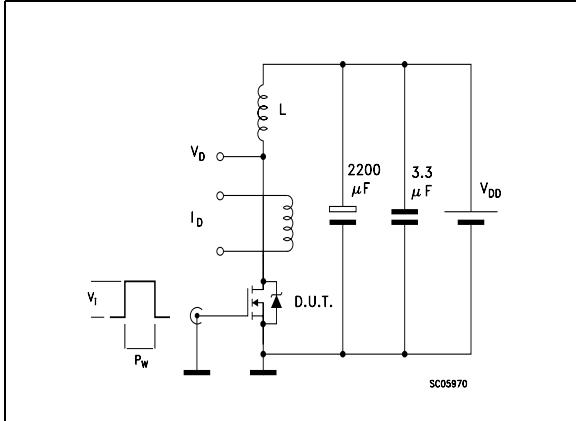 L
V_D
2200 µF
3.3 µF
V_DD
I_D
D.U.T.
V_i
P_W
SC05970